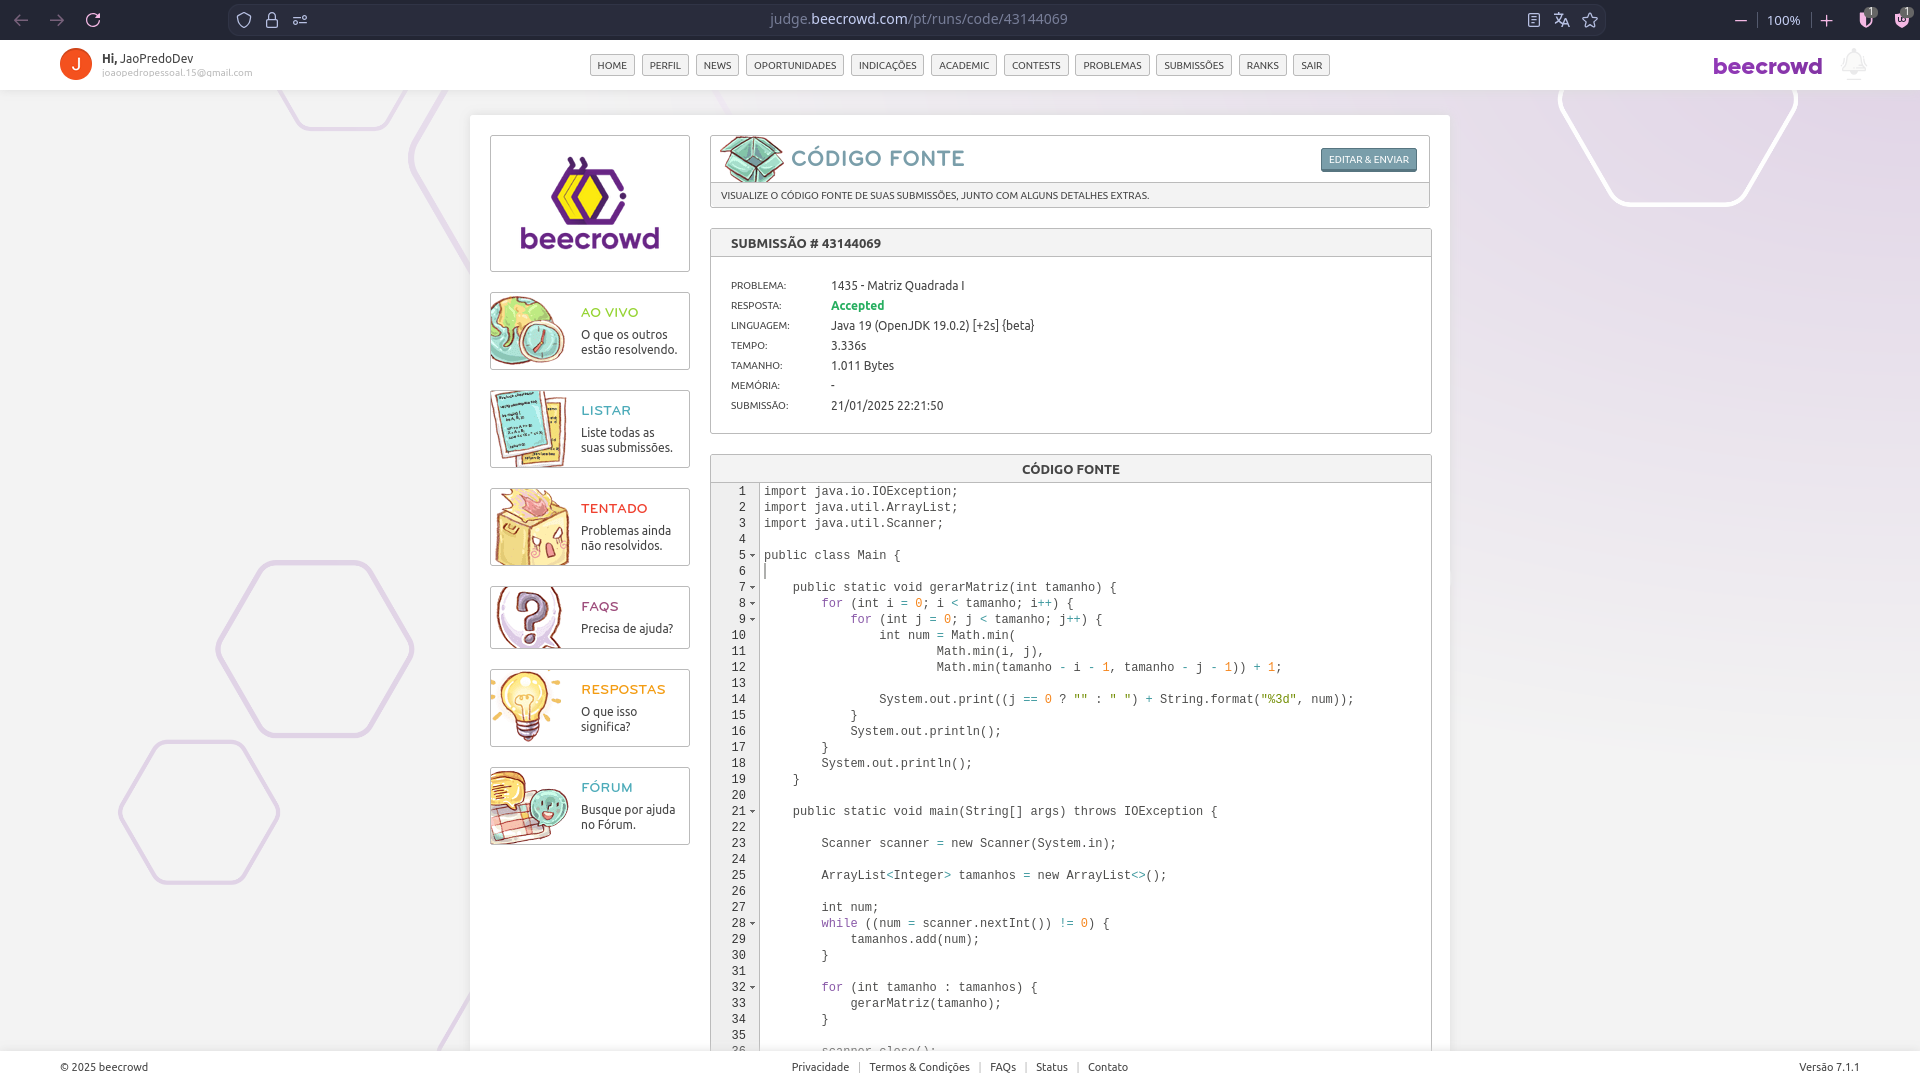 judge.beecrowd.com/pt/runs/code/43144069
100%
1
1
J
Hi, JaoPredoDev
joaopedropessoal.15@gmail.com
HOME
PERFIL
NEWS
OPORTUNIDADES
INDICAÇÕES
ACADEMIC
CONTESTS
PROBLEMAS
SUBMISSÕES
RANKS
SAIR
beecrowd
beecrowd
AO VIVO
O que os outros
estão resolvendo.
LISTAR
Liste todas as
suas submissões.
TENTADO
Problemas ainda
não resolvidos.
FAQS
Precisa de ajuda?
RESPOSTAS
O que isso
significa?
FÓRUM
Busque por ajuda
no Fórum.
CÓDIGO FONTE
EDITAR & ENVIAR
VISUALIZE O CÓDIGO FONTE DE SUAS SUBMISSÕES, JUNTO COM ALGUNS DETALHES EXTRAS.
SUBMISSÃO # 43144069
PROBLEMA: 1435 - Matriz Quadrada I
RESPOSTA: Accepted
LINGUAGEM: Java 19 (OpenJDK 19.0.2) [+2s] {beta}
TEMPO: 3.336s
TAMANHO: 1.011 Bytes
MEMÓRIA: -
SUBMISSÃO: 21/01/2025 22:21:50
CÓDIGO FONTE
1 import java.io.IOException;
2 import java.util.ArrayList;
3 import java.util.Scanner;
4
5 public class Main {
6
7     public static void gerarMatriz(int tamanho) {
8         for (int i = 0; i < tamanho; i++) {
9             for (int j = 0; j < tamanho; j++) {
10                 int num = Math.min(
11                         Math.min(i, j),
12                         Math.min(tamanho - i - 1, tamanho - j - 1)) + 1;
13
14                 System.out.print((j == 0 ? "" : " ") + String.format("%3d", num));
15             }
16             System.out.println();
17         }
18         System.out.println();
19     }
20
21     public static void main(String[] args) throws IOException {
22
23         Scanner scanner = new Scanner(System.in);
24
25         ArrayList<Integer> tamanhos = new ArrayList<>();
26
27         int num;
28         while ((num = scanner.nextInt()) != 0) {
29             tamanhos.add(num);
30         }
31
32         for (int tamanho : tamanhos) {
33             gerarMatriz(tamanho);
34         }
35
36         scanner.close();
© 2025 beecrowd
Privacidade | Termos & Condições | FAQs | Status | Contato
Versão 7.1.1